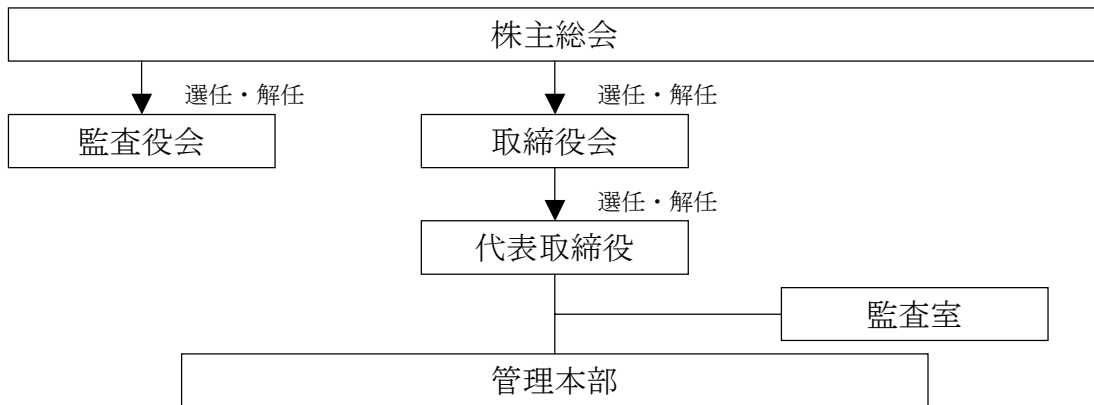 株主総会
選任・解任
選任・解任
監査役会
取締役会
選任・解任
代表取締役
監査室
管理本部